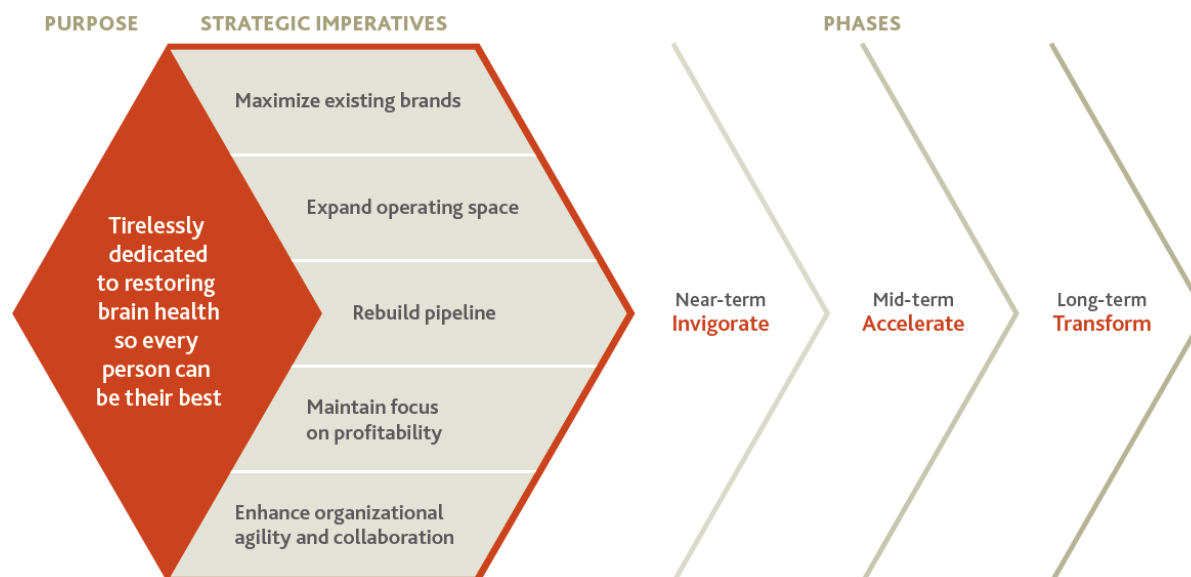 PURPOSE
STRATEGIC IMPERATIVES
PHASES
Tirelessly
dedicated
to restoring
brain health
so every
person can
be their best
Maximize existing brands
Expand operating space
Rebuild pipeline
Maintain focus
on profitability
Enhance organizational
agility and collaboration
Near-term
Invigorate
Mid-term
Accelerate
Long-term
Transform